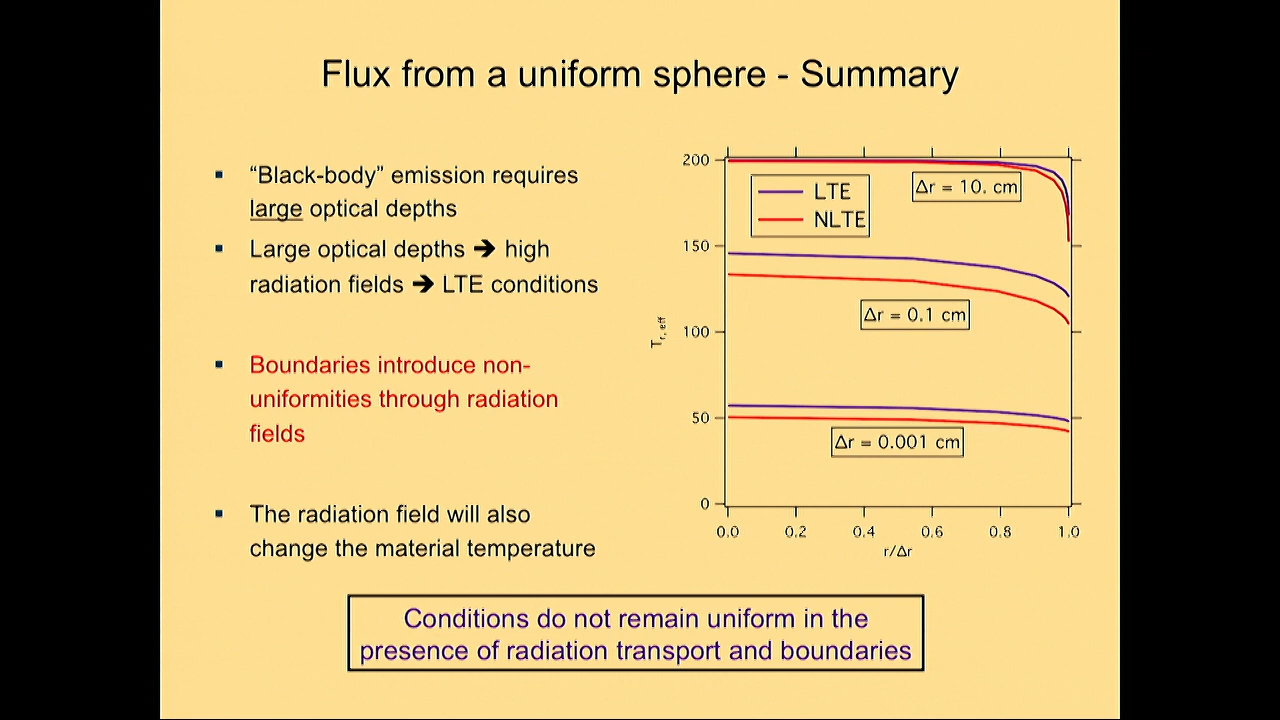 Flux from a uniform sphere - Summary
▪ “Black-body” emission requires
large optical depths
▪ Large optical depths ➔ high
radiation fields ➔ LTE conditions
▪ Boundaries introduce non-
uniformities through radiation
fields
▪ The radiation field will also
change the material temperature
200
150
100
50
0
T r, eff
LTE
NLTE
Δr = 10. cm
Δr = 0.1 cm
Δr = 0.001 cm
0.0 0.2 0.4 0.6 0.8 1.0
r/Δr
Conditions do not remain uniform in the
presence of radiation transport and boundaries